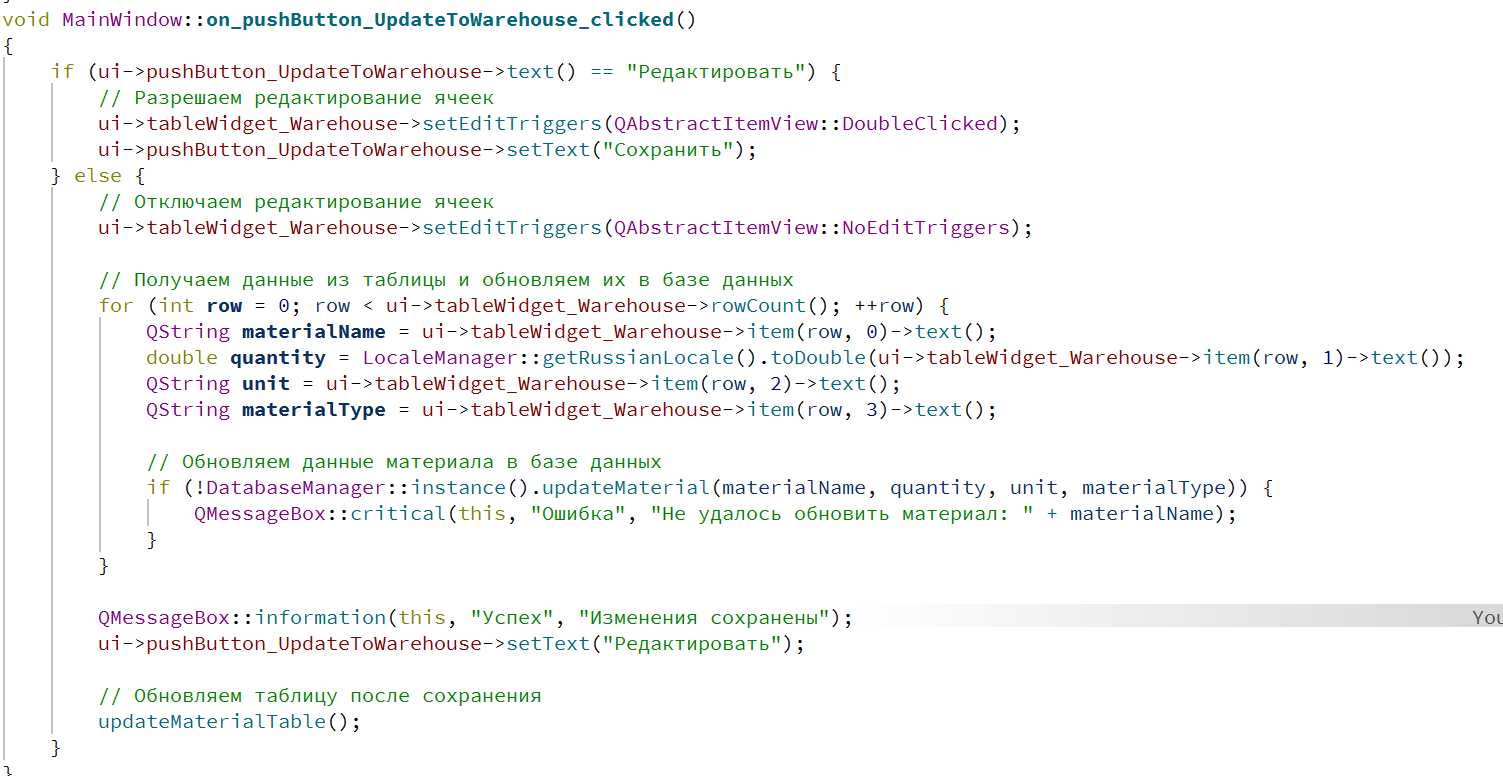 void MainWindow::on_pushButton_UpdateToWarehouse_clicked()
{
    if (ui->pushButton_UpdateToWarehouse->text() == "Редактировать") {
        // Разрешаем редактирование ячеек
        ui->tableWidget_Warehouse->setEditTriggers(QAbstractItemView::DoubleClicked);
        ui->pushButton_UpdateToWarehouse->setText("Сохранить");
    } else {
        // Отключаем редактирование ячеек
        ui->tableWidget_Warehouse->setEditTriggers(QAbstractItemView::NoEditTriggers);

        // Получаем данные из таблицы и обновляем их в базе данных
        for (int row = 0; row < ui->tableWidget_Warehouse->rowCount(); ++row) {
            QString materialName = ui->tableWidget_Warehouse->item(row, 0)->text();
            double quantity = LocaleManager::getRussianLocale().toDouble(ui->tableWidget_Warehouse->item(row, 1)->text());
            QString unit = ui->tableWidget_Warehouse->item(row, 2)->text();
            QString materialType = ui->tableWidget_Warehouse->item(row, 3)->text();

            // Обновляем данные материала в базе данных
            if (!DatabaseManager::instance().updateMaterial(materialName, quantity, unit, materialType)) {
                QMessageBox::critical(this, "Ошибка", "Не удалось обновить материал: " + materialName);
            }
        }

        QMessageBox::information(this, "Успех", "Изменения сохранены"); You
        ui->pushButton_UpdateToWarehouse->setText("Редактировать");

        // Обновляем таблицу после сохранения
        updateMaterialTable();
    }
}